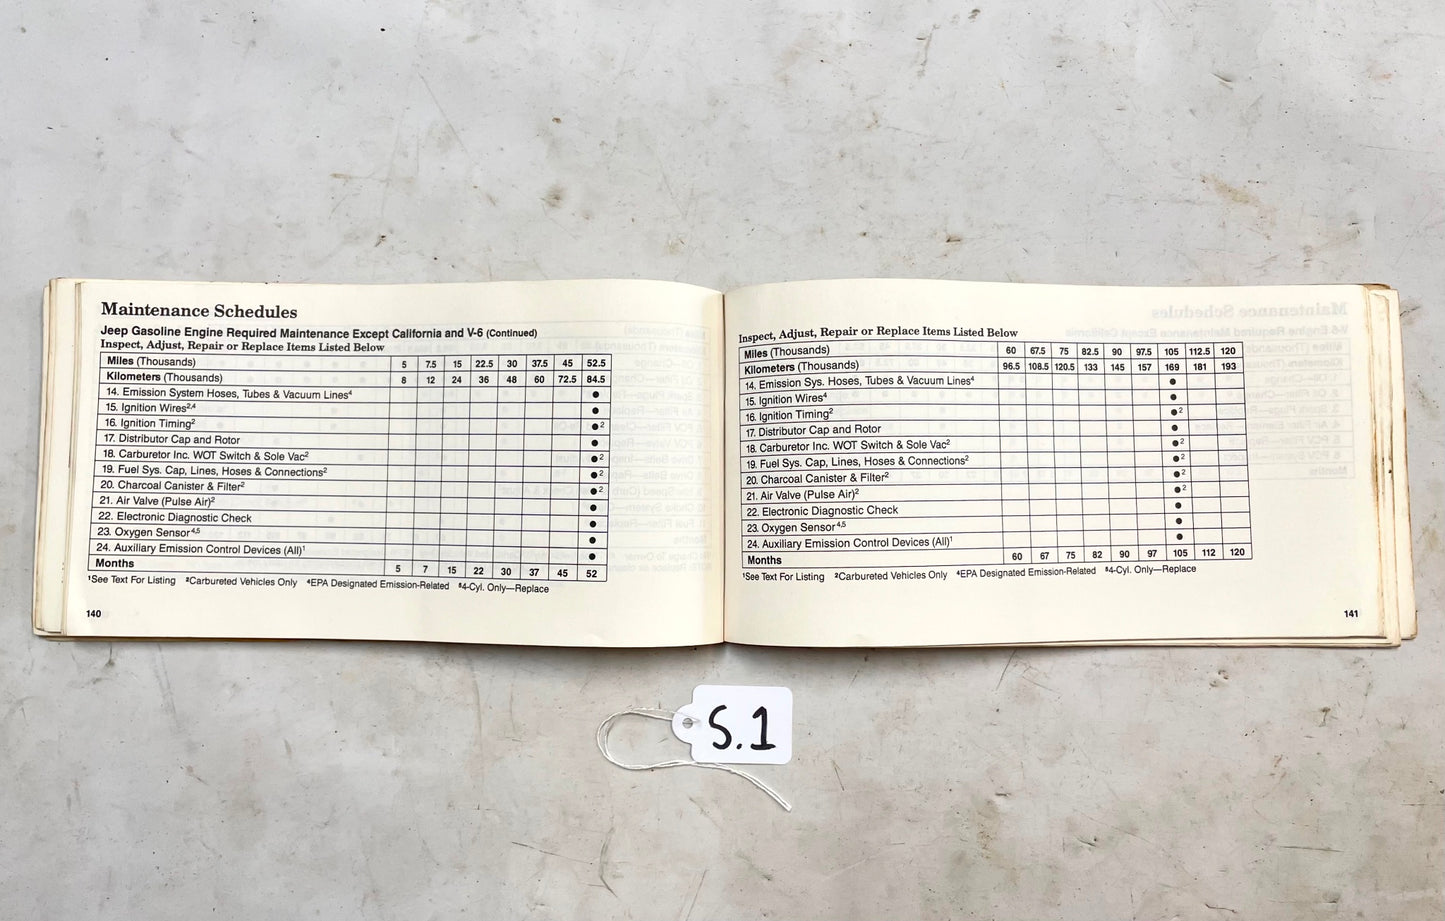 Maintenance Schedules
Jeep Gasoline Engine Required Maintenance Except California and V-6 (Continued)
Inspect, Adjust, Repair or Replace Items Listed Below
Miles (Thousands) 5 7.5 15 22.5 30 37.5 45 52.5
Kilometers (Thousands) 8 12 24 36 48 60 72.5 84.5
14. Emission System Hoses, Tubes & Vacuum Lines⁴ ●
15. Ignition Wires²,⁴ ●
16. Ignition Timing² ●²
17. Distributor Cap and Rotor ●
18. Carburetor Inc. WOT Switch & Sole Vac² ●²
19. Fuel Sys. Cap, Lines, Hoses & Connections² ●²
20. Charcoal Canister & Filter² ●²
21. Air Valve (Pulse Air)² ●
22. Electronic Diagnostic Check ●
23. Oxygen Sensor⁴,⁵ ●
24. Auxiliary Emission Control Devices (All)¹ ●
Months 5 7 15 22 30 37 45 52
¹See Text For Listing ²Carbureted Vehicles Only ⁴EPA Designated Emission-Related ⁵4-Cyl. Only—Replace
140
Inspect, Adjust, Repair or Replace Items Listed Below
Miles (Thousands) 60 67.5 75 82.5 90 97.5 105 112.5 120
Kilometers (Thousands) 96.5 108.5 120.5 133 145 157 169 181 193
14. Emission Sys. Hoses, Tubes & Vacuum Lines⁴ ●
15. Ignition Wires⁴ ●
16. Ignition Timing² ●²
17. Distributor Cap and Rotor ●
18. Carburetor Inc. WOT Switch & Sole Vac² ●²
19. Fuel Sys. Cap, Lines, Hoses & Connections² ●²
20. Charcoal Canister & Filter² ●²
21. Air Valve (Pulse Air)² ●²
22. Electronic Diagnostic Check ●
23. Oxygen Sensor⁴,⁵ ●
24. Auxiliary Emission Control Devices (All)¹ ●
Months 60 67 75 82 90 97 105 112 120
¹See Text For Listing ²Carbureted Vehicles Only ⁴EPA Designated Emission-Related ⁵4-Cyl. Only—Replace
141
S.1